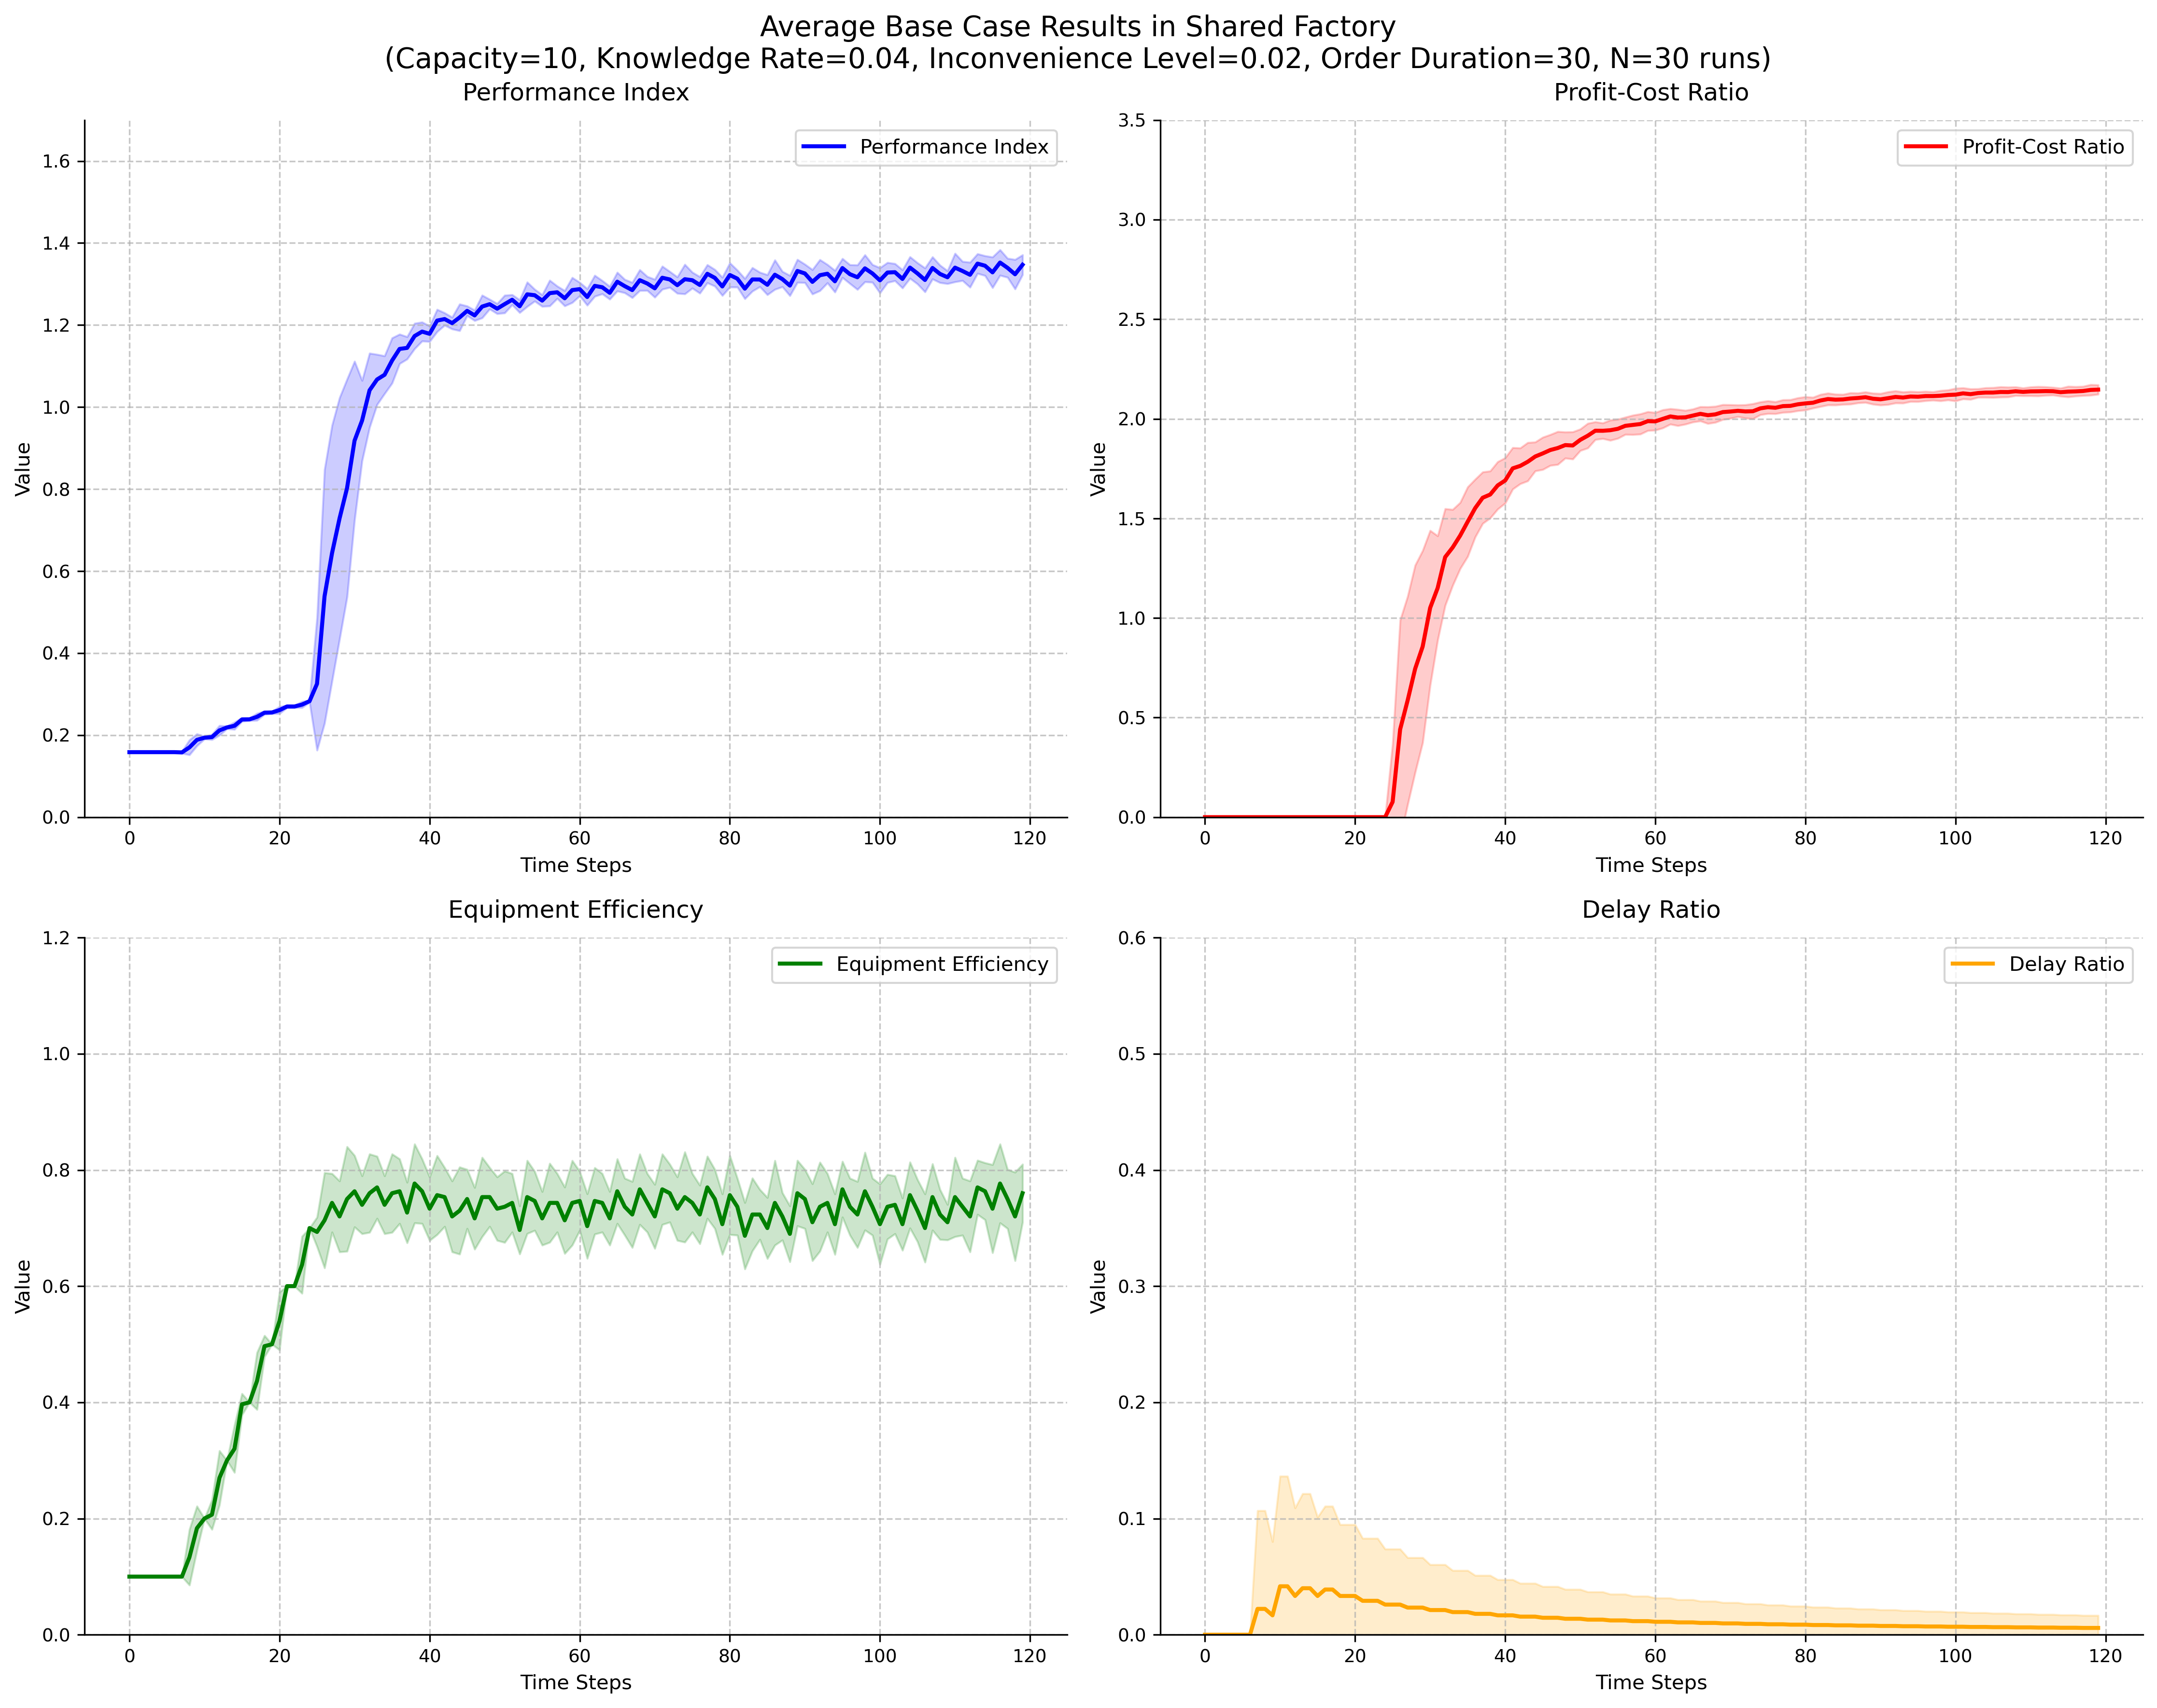 Average Base Case Results in Shared Factory
(Capacity=10, Knowledge Rate=0.04, Inconvenience Level=0.02, Order Duration=30, N=30 runs)
Performance Index
Performance Index
Value
1.6
1.4
1.2
1.0
0.8
0.6
0.4
0.2
0.0
0 20 40 60 80 100 120
Time Steps
Profit-Cost Ratio
Profit-Cost Ratio
Value
3.5
3.0
2.5
2.0
1.5
1.0
0.5
0.0
0 20 40 60 80 100 120
Time Steps
Equipment Efficiency
Equipment Efficiency
Value
1.2
1.0
0.8
0.6
0.4
0.2
0.0
0 20 40 60 80 100 120
Time Steps
Delay Ratio
Delay Ratio
Value
0.6
0.5
0.4
0.3
0.2
0.1
0.0
0 20 40 60 80 100 120
Time Steps